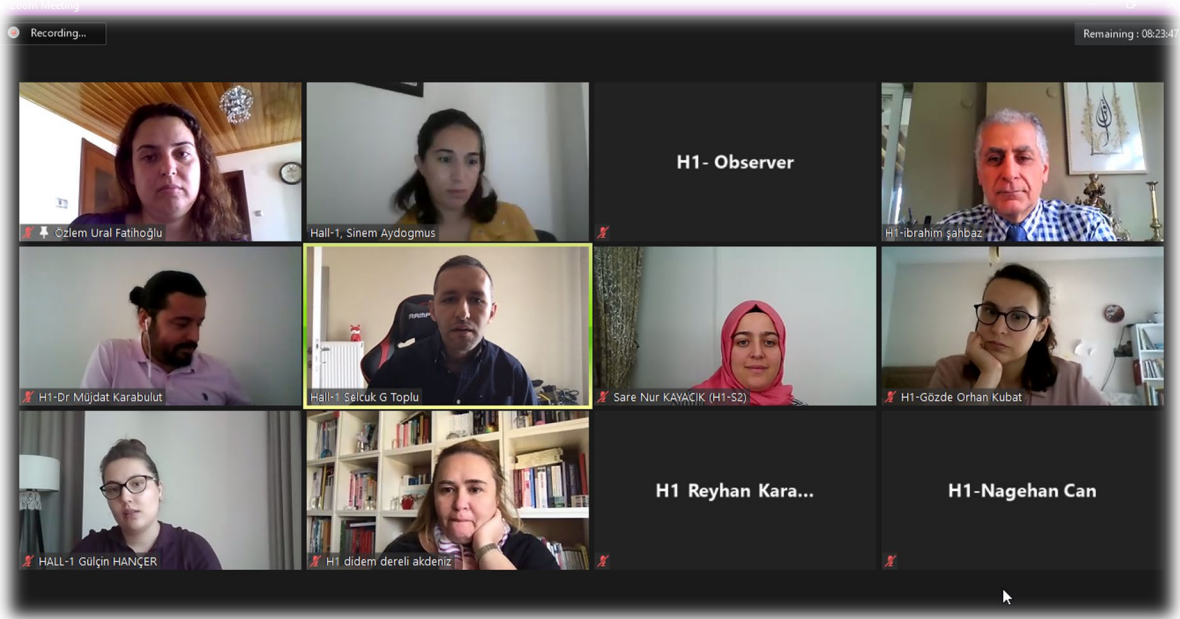 Zoom Meeting
Recording...
Remaining : 08:23:47
H1- Observer
Özlem Ural Fatihoğlu
Hall-1, Sinem Aydogmus
H1-ibrahim şahbaz
H1-Dr Müjdat Karabulut
Hall-1 Selcuk G Toplu
Sare Nur KAVACIK (H1-S2)
H1-Gözde Orhan Kubat
H1 Reyhan Kara...
H1-Nagehan Can
HALL-1 Gülçin HANÇER
H1 didem dereli akdeniz